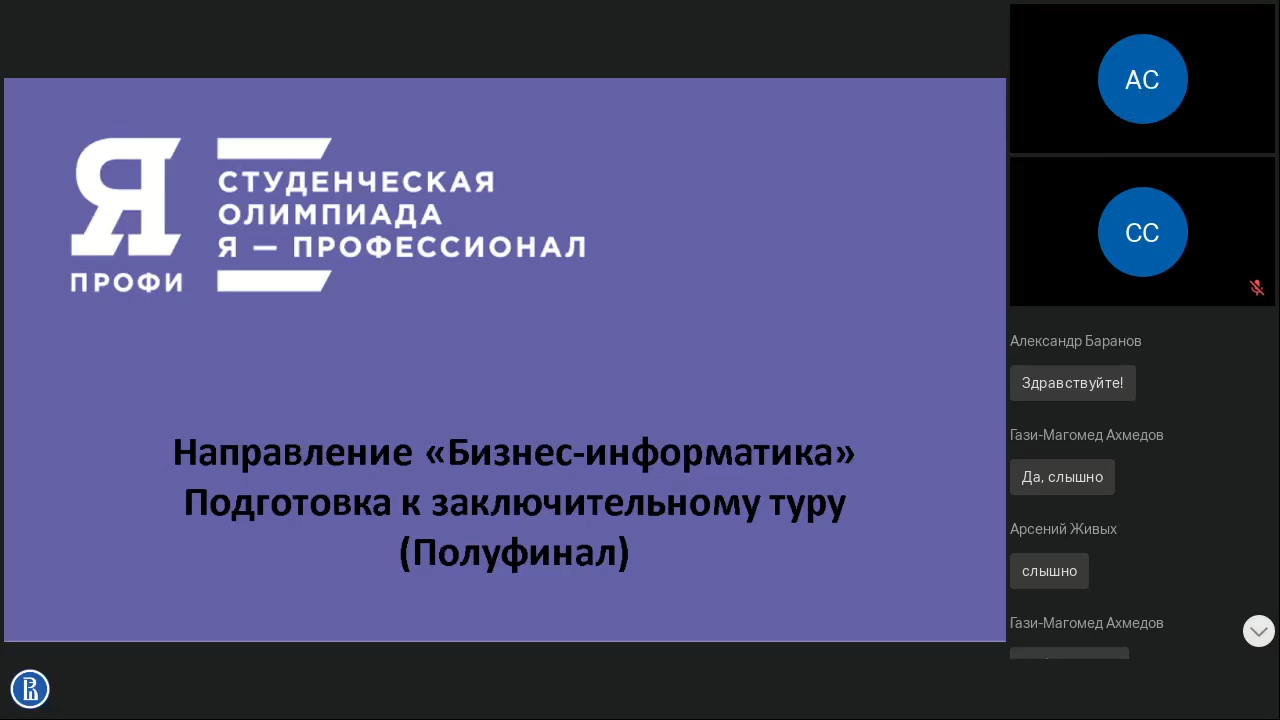 Я
ПРОФИ
СТУДЕНЧЕСКАЯ
ОЛИМПИАДА
Я — ПРОФЕССИОНАЛ
Направление «Бизнес-информатика»
Подготовка к заключительному туру
(Полуфинал)
АС
СС
Александр Баранов
Здравствуйте!
Гази-Магомед Ахмедов
Да, слышно
Арсений Живых
слышно
Гази-Магомед Ахмедов